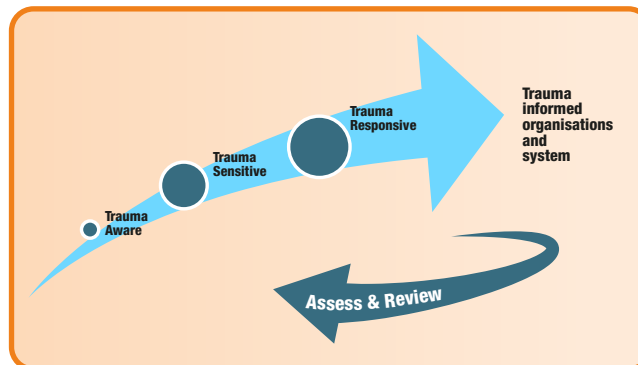 Trauma
Aware
Trauma
Sensitive
Trauma
Responsive
Trauma
informed
organisations
and
system
Assess & Review